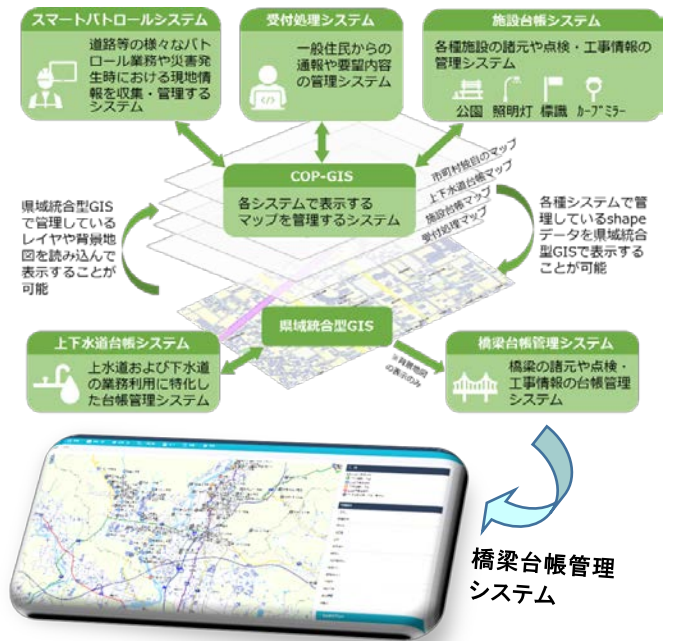 スマートパトロールシステム
道路等の様々なパト
ロール業務や災害発
生時における現地情
報を収集・管理する
システム
受付処理システム
一般住民からの
通報や要望内容
の管理システム
施設台帳システム
各種施設の諸元や点検・工事情報の
管理システム
公園 照明灯 標識 カーブミラー
COP-GIS
各システムで表示する
マップを管理するシステム
市町村独自のマップ
上下水道台帳マップ
施設台帳マップ
受付処理マップ
県域統合型GIS
で管理している
レイヤや背景地
図を読み込んで
表示することが
可能
各種システムで管
理しているshape
データを県域統合
型GISで表示する
ことが可能
県域統合型GIS
上下水道台帳システム
上水道および下水道
の業務利用に特化し
た台帳管理システム
※背景地図
の表示のみ
橋梁台帳管理システム
橋梁の諸元や点検・
工事情報の台帳管理
システム
橋梁台帳管理
システム